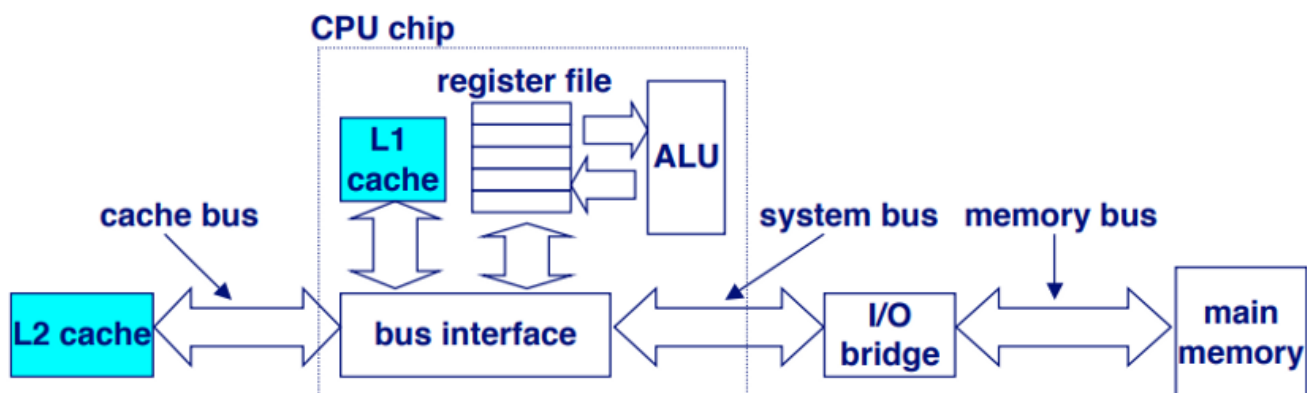 CPU chip
register file
L1
cache
ALU
cache bus
system bus
memory bus
L2 cache
bus interface
I/O
bridge
main
memory